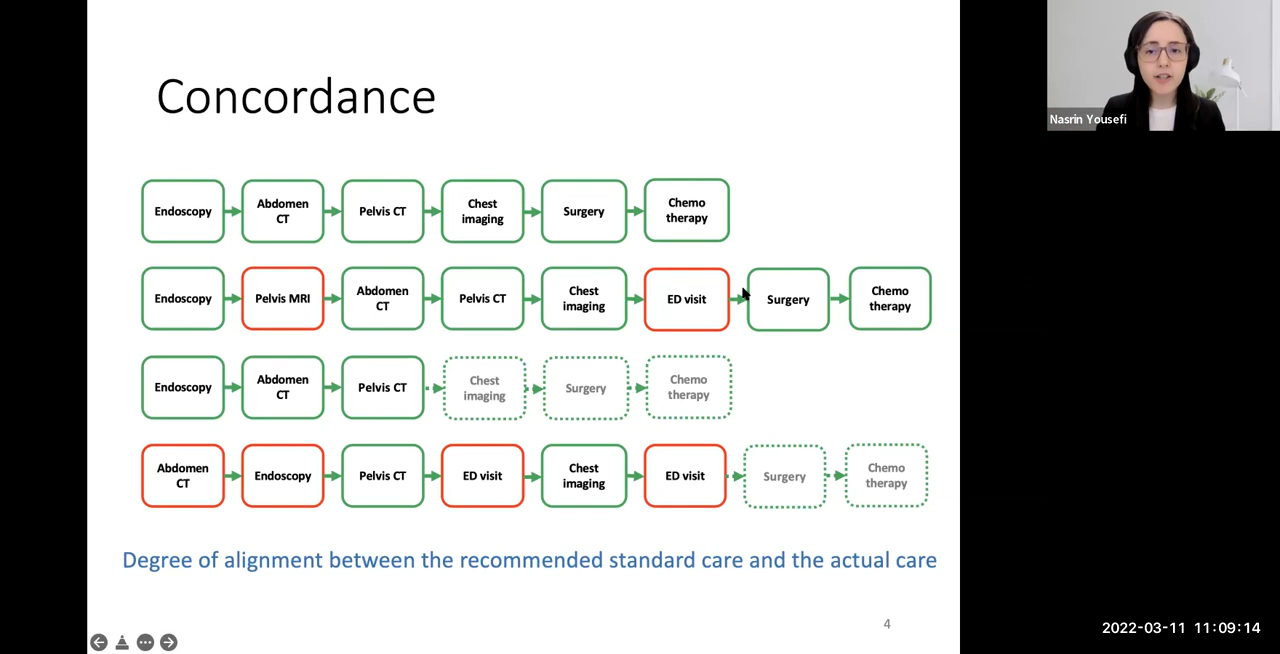 Concordance
Nasrin Yousefi
Endoscopy
Abdomen
CT
Pelvis CT
Chest
imaging
Surgery
Chemo
therapy
Endoscopy
Pelvis MRI
Abdomen
CT
Pelvis CT
Chest
imaging
ED visit
Surgery
Chemo
therapy
Endoscopy
Abdomen
CT
Pelvis CT
Chest
imaging
Surgery
Chemo
therapy
Abdomen
CT
Endoscopy
Pelvis CT
ED visit
Chest
imaging
ED visit
Surgery
Chemo
therapy
Degree of alignment between the recommended standard care and the actual care
4
2022-03-11 11:09:14